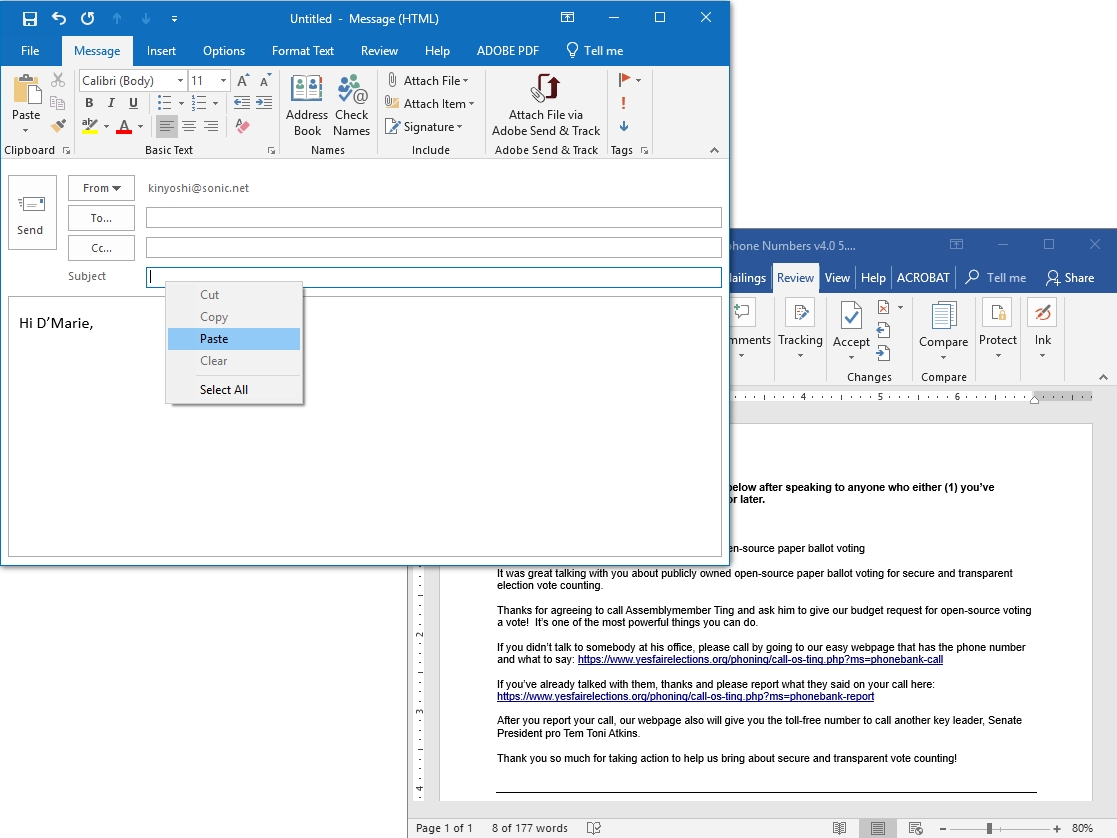 Untitled - Message (HTML)
File Message Insert Options Format Text Review Help ADOBE PDF Tell me
Calibri (Body) 11
Paste
B I U
ab A
Address Book
Check Names
Attach File
Attach Item
Signature
Attach File via
Adobe Send & Track
Clipboard Basic Text Names Include Adobe Send & Track Tags
From kinyoshi@sonic.net
To...
Send
Cc...
Subject
Hi D’Marie,
Cut
Copy
Paste
Clear
Select All
hone Numbers v4.0 5....
ailings Review View Help ACROBAT Tell me Share
mments Tracking Accept Compare Protect Ink
Changes Compare
4 5 6
elow after speaking to anyone who either (1) you’ve
or later.
en-source paper ballot voting
It was great talking with you about publicly owned open-source paper ballot voting for secure and transparent
election vote counting.
Thanks for agreeing to call Assemblymember Ting and ask him to give our budget request for open-source voting
a vote! It’s one of the most powerful things you can do.
If you didn’t talk to somebody at his office, please call by going to our easy webpage that has the phone number
and what to say: https://www.yesfairelections.org/phoning/call-os-ting.php?ms=phonebank-call
If you’ve already talked with them, thanks and please report what they said on your call here:
https://www.yesfairelections.org/phoning/call-os-ting.php?ms=phonebank-report
After you report your call, our webpage also will give you the toll-free number to call another key leader, Senate
President pro Tem Toni Atkins.
Thank you so much for taking action to help us bring about secure and transparent vote counting!
2
3
4
Page 1 of 1 8 of 177 words 80%